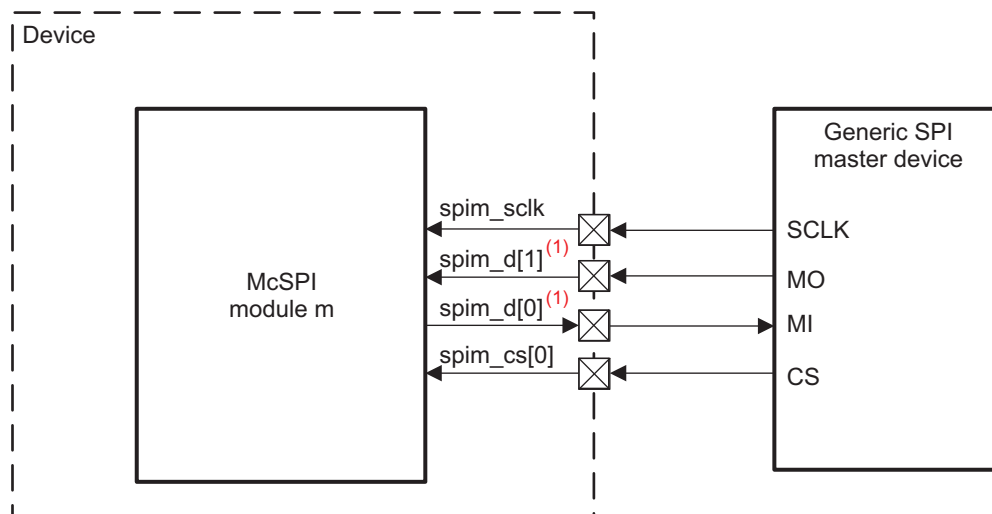 Device
Generic SPI
master device
spim_sclk
SCLK
spim_d[1](1)
MO
McSPI
module m
spim_d[0](1)
MI
spim_cs[0]
CS